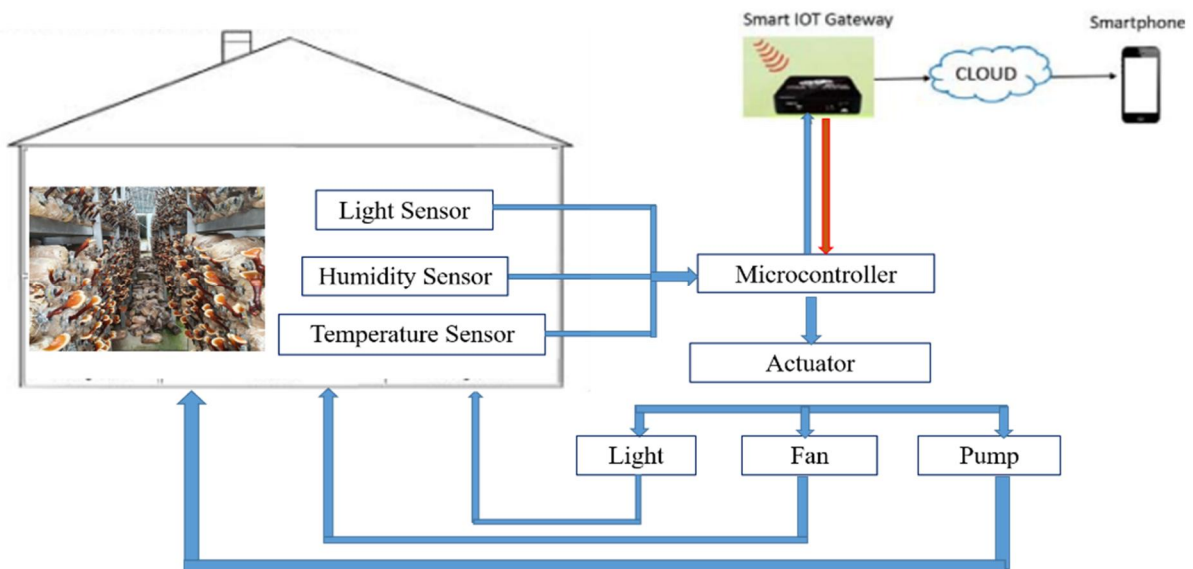 Smart IOT Gateway
Smartphone
CLOUD
Light Sensor
Humidity Sensor
Microcontroller
Temperature Sensor
Actuator
Light
Fan
Pump